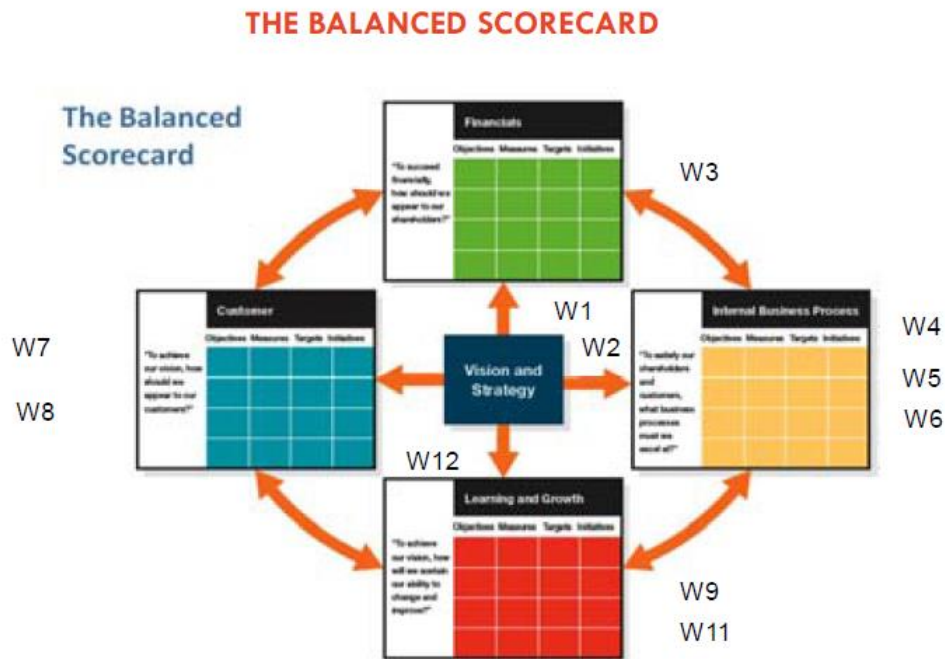 THE BALANCED SCORECARD
The Balanced
Scorecard
Financials
Objectives Measures Targets Initiatives
"To succeed
financially,
how should we
appear to our
shareholders?"
W3
Customer
Objectives Measures Targets Initiatives
"To achieve
our vision, how
should we
appear to our
customers?"
W7
W8
W1
W2
Vision and
Strategy
Internal Business Process
Objectives Measures Targets Initiatives
"To satisfy our
shareholders
and
customers,
what business
processes
must we
excel at?"
W4
W5
W6
W12
Learning and Growth
Objectives Measures Targets Initiatives
"To achieve
our vision, how
will we sustain
our ability to
change and
improve?"
W9
W11